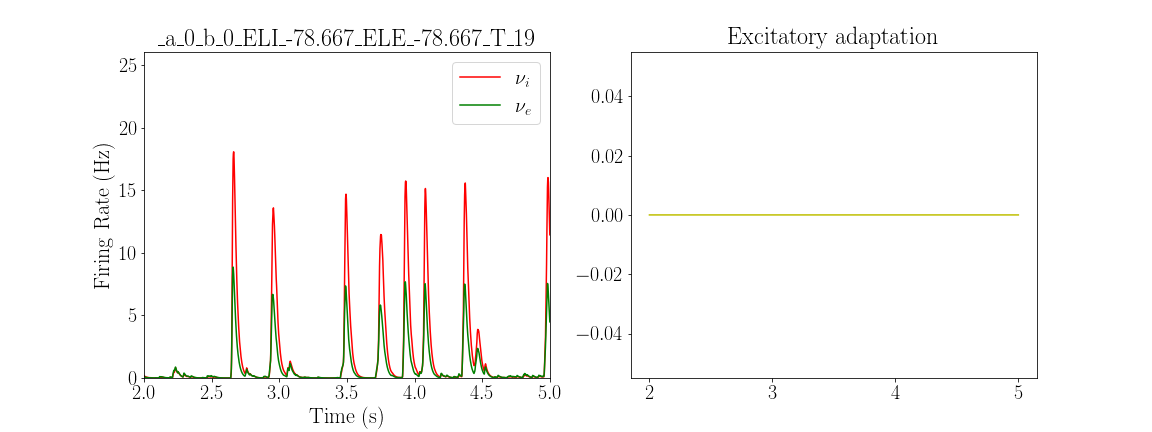 _a_0_b_0_ELI_-78.667_ELE_-78.667_T_19
25
20
15
10
5
0
Firing Rate (Hz)
ν_i
ν_e
2.0 2.5 3.0 3.5 4.0 4.5 5.0
Time (s)
Excitatory adaptation
0.04
0.02
0.00
−0.02
−0.04
2 3 4 5